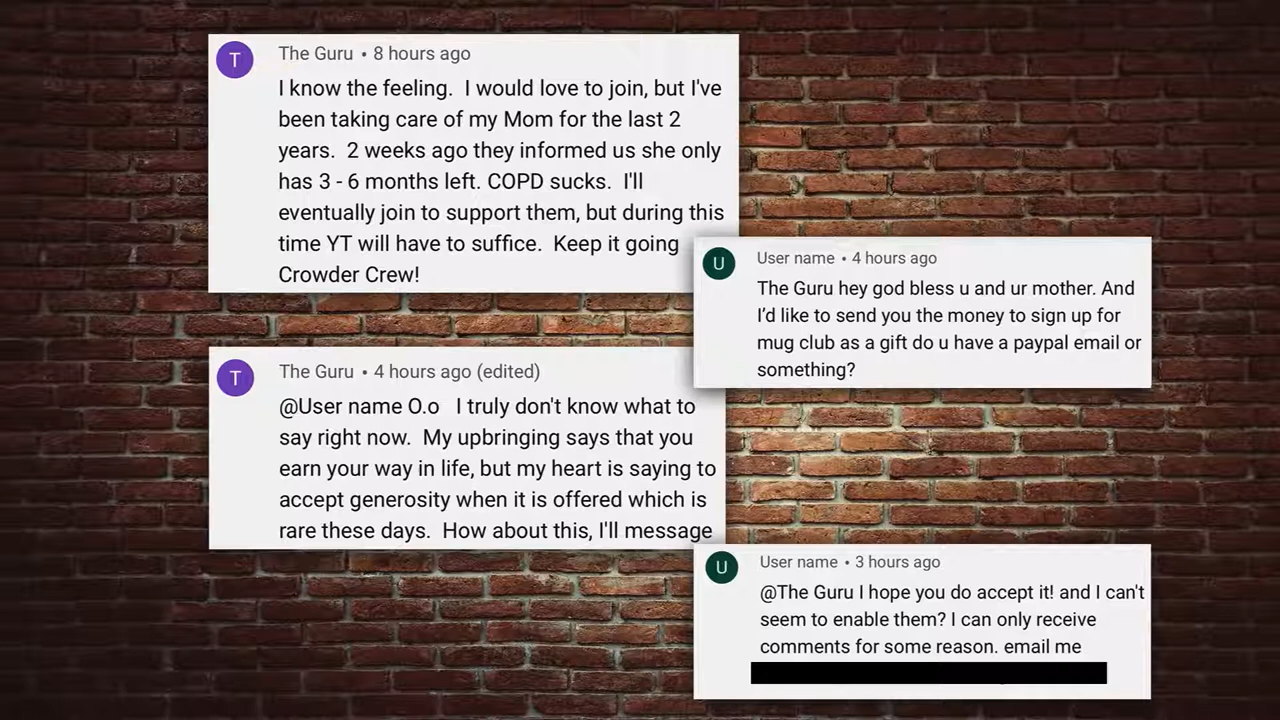 T
The Guru • 8 hours ago
I know the feeling.  I would love to join, but I've
been taking care of my Mom for the last 2
years.  2 weeks ago they informed us she only
has 3 - 6 months left. COPD sucks.  I'll
eventually join to support them, but during this
time YT will have to suffice.  Keep it going
Crowder Crew!
U
User name • 4 hours ago
The Guru hey god bless u and ur mother. And
I'd like to send you the money to sign up for
mug club as a gift do u have a paypal email or
something?
T
The Guru • 4 hours ago (edited)
@User name O.o   I truly don't know what to
say right now.  My upbringing says that you
earn your way in life, but my heart is saying to
accept generosity when it is offered which is
rare these days.  How about this, I'll message
U
User name • 3 hours ago
@The Guru I hope you do accept it! and I can't
seem to enable them? I can only receive
comments for some reason. email me